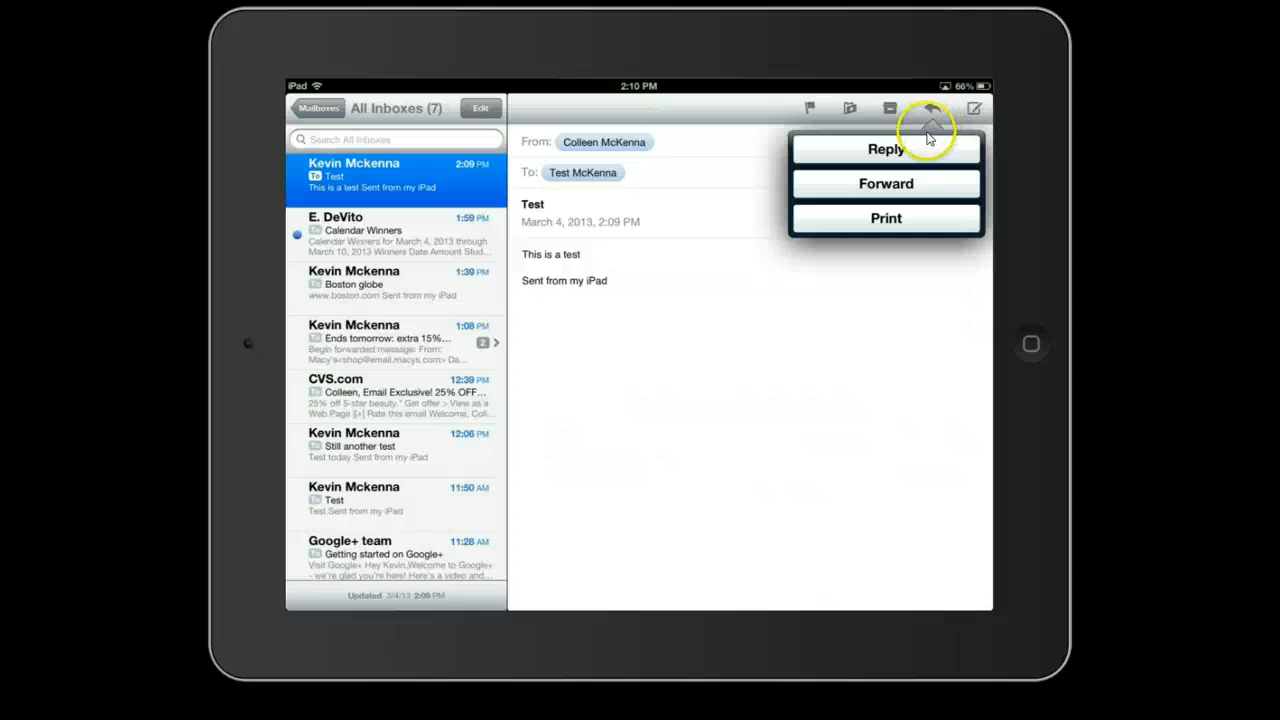 iPad
2:10 PM
66%
Mailboxes
All Inboxes (7)
Edit
Search All Inboxes
Kevin Mckenna 2:09 PM
To Test
This is a test Sent from my iPad
E. DeVito 1:59 PM
To Calendar Winners
Calendar Winners for March 4, 2013 through
March 10, 2013 Winners Date Amount Stud...
Kevin Mckenna 1:39 PM
To Boston globe
www.boston.com Sent from my iPad
Kevin Mckenna 1:08 PM
To Ends tomorrow: extra 15%...
2
Begin forwarded message: From:
Macy's<shop@email.macys.com> Da...
CVS.com 12:39 PM
To Colleen, Email Exclusive! 25% OFF...
25% off 5-star beauty.* Get offer > View as a
Web Page [+] Rate this email Welcome, Coll...
Kevin Mckenna 12:06 PM
To Still another test
Test today Sent from my iPad
Kevin Mckenna 11:50 AM
To Test
Test Sent from my iPad
Google+ team 11:28 AM
To Getting started on Google+
Visit Google+ Hey Kevin,Welcome to Google+
- we're glad you're here! Here's a video and...
Updated 3/4/13 2:09 PM
From: Colleen McKenna
To: Test McKenna
Test
March 4, 2013, 2:09 PM
This is a test
Sent from my iPad
Reply
Forward
Print